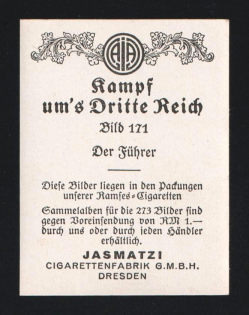 Kampf
um's Dritte Reich
Bild 171
Der Führer
Diese Bilder liegen in den Packungen
unserer Ramses=Cigaretten
Sammelalben für die 273 Bilder sind
gegen Voreinsendung von RM 1.—
durch uns oder durch jeden Händler
erhältlich.
JASMATZI
CIGARETTENFABRIK G.M.B.H.
DRESDEN